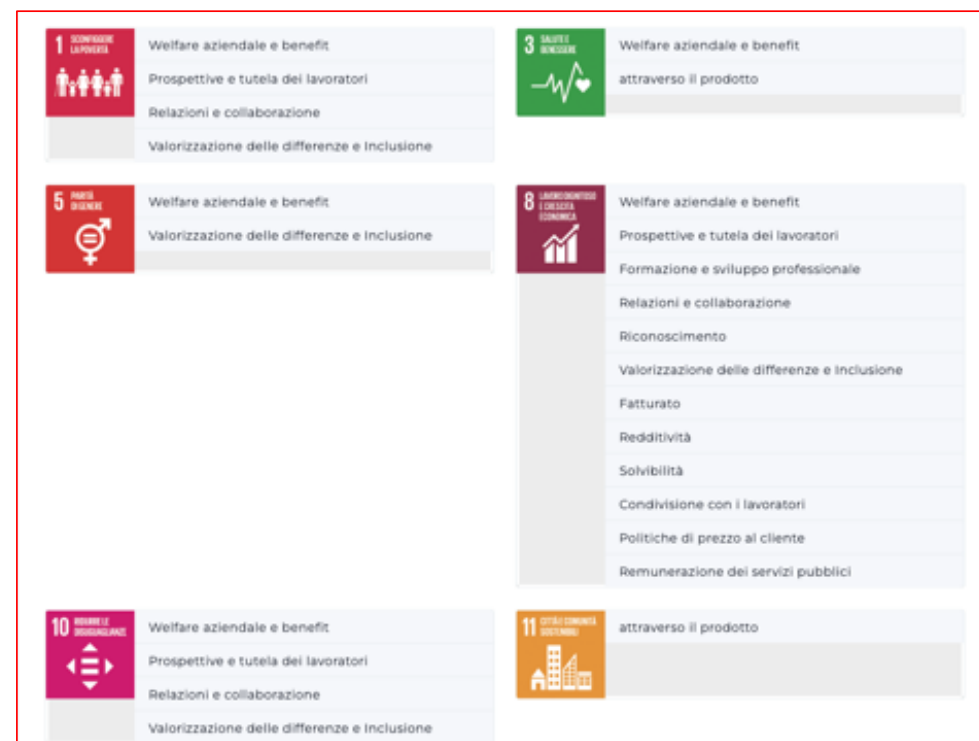 1 SCONFIGGERE
LA POVERTÀ
Welfare aziendale e benefit
Prospettive e tutela dei lavoratori
Relazioni e collaborazione
Valorizzazione delle differenze e Inclusione
3 SALUTE E
BENESSERE
Welfare aziendale e benefit
attraverso il prodotto
5 PARITÀ
DI GENERE
Welfare aziendale e benefit
Valorizzazione delle differenze e Inclusione
8 LAVORO DIGNITOSO
E CRESCITA
ECONOMICA
Welfare aziendale e benefit
Prospettive e tutela dei lavoratori
Formazione e sviluppo professionale
Relazioni e collaborazione
Riconoscimento
Valorizzazione delle differenze e Inclusione
Fatturato
Redditività
Solvibilità
Condivisione con i lavoratori
Politiche di prezzo al cliente
Remunerazione dei servizi pubblici
10 RIDURRE LE
DISUGUAGLIANZE
Welfare aziendale e benefit
Prospettive e tutela dei lavoratori
Relazioni e collaborazione
Valorizzazione delle differenze e Inclusione
11 CITTÀ E COMUNITÀ
SOSTENIBILI
attraverso il prodotto